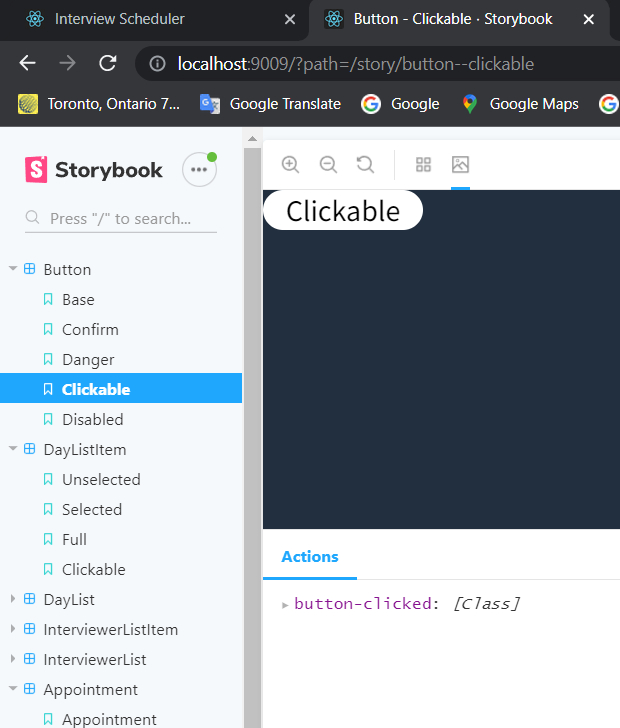 Interview Scheduler
Button - Clickable · Storybook
localhost:9009/?path=/story/button--clickable
Toronto, Ontario 7...
Google Translate
Google
Google Maps
Storybook
Press "/" to search...
Button
Base
Confirm
Danger
Clickable
Disabled
DayListItem
Unselected
Selected
Full
Clickable
DayList
InterviewerListItem
InterviewerList
Appointment
Appointment
Clickable
Actions
button-clicked: [Class]